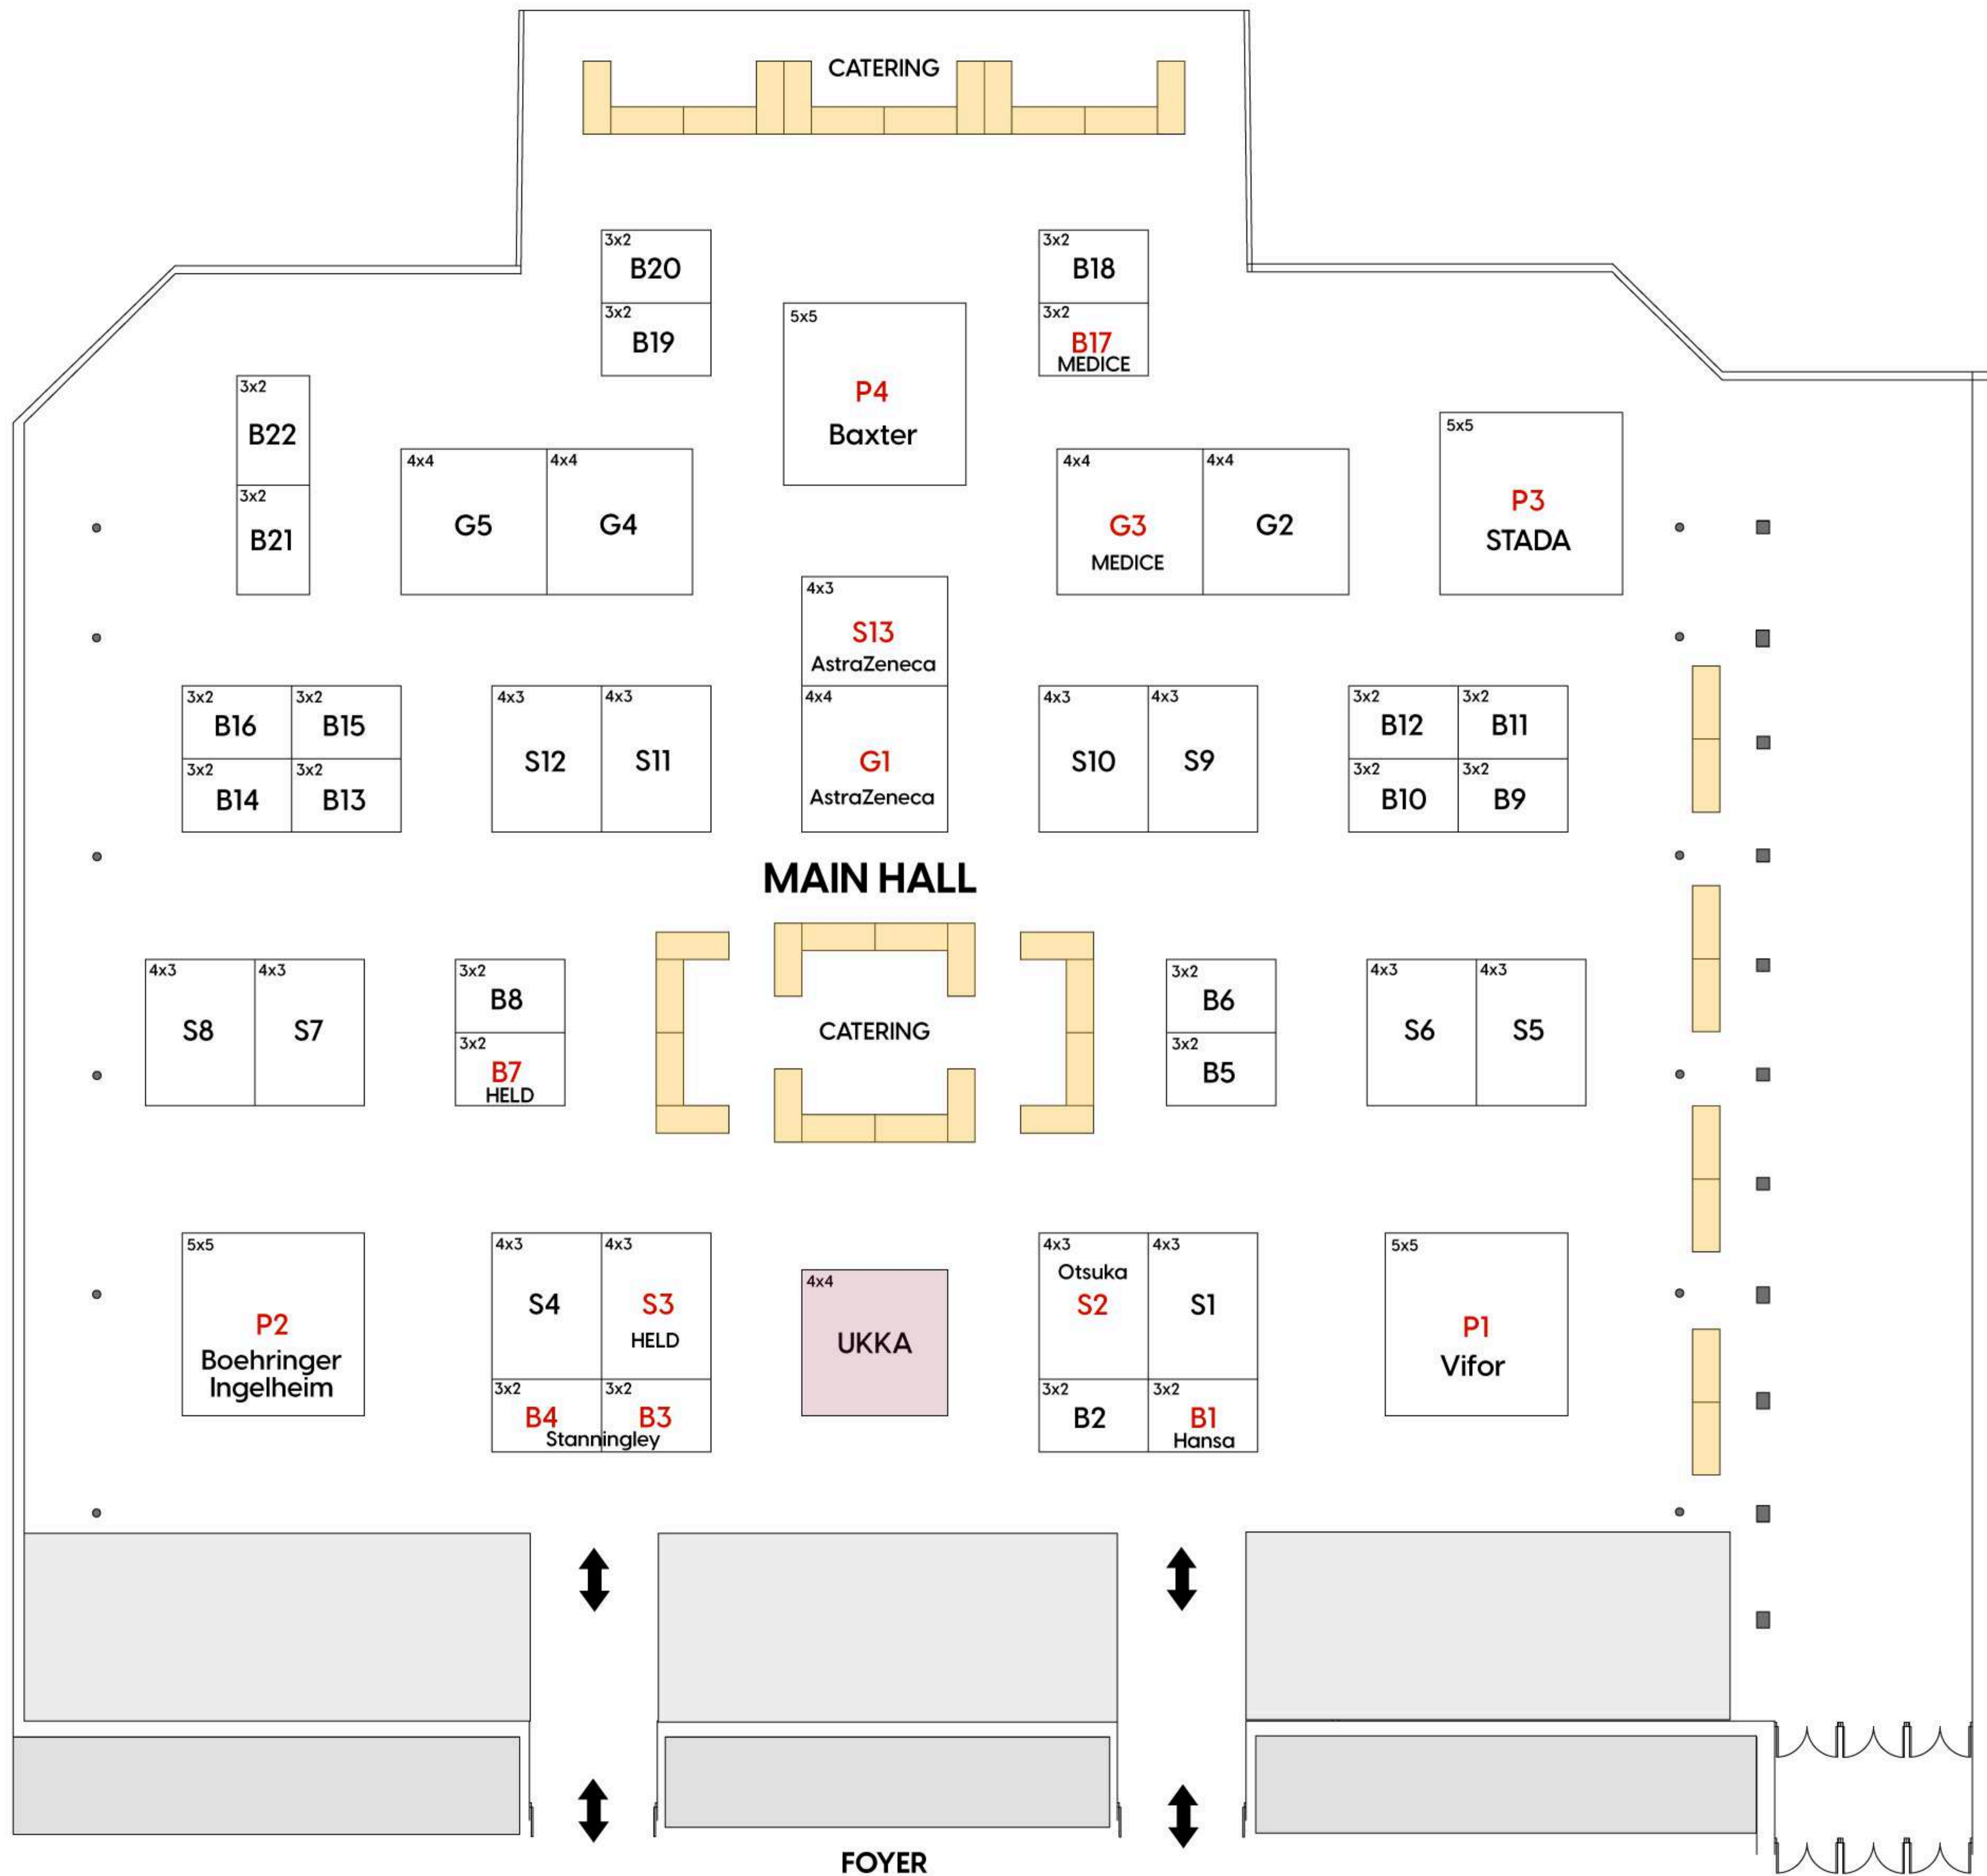 CATERING
3x2
B20
3x2
B18
3x2
B19
5x5
P4
Baxter
3x2
B17
MEDICE
3x2
B22
3x2
B21
4x4
G5
4x4
G4
4x4
G3
MEDICE
4x4
G2
5x5
P3
STADA
4x3
S13
AstraZeneca
3x2
B16
3x2
B15
3x2
B14
3x2
B13
4x3
S12
4x3
S11
4x4
G1
AstraZeneca
4x3
S10
4x3
S9
3x2
B12
3x2
B11
3x2
B10
3x2
B9
MAIN HALL
4x3
S8
4x3
S7
3x2
B8
3x2
B7
HELD
CATERING
3x2
B6
3x2
B5
4x3
S6
4x3
S5
5x5
P2
Boehringer
Ingelheim
4x3
S4
4x3
S3
HELD
3x2
B4
3x2
B3
Stanningley
4x4
UKKA
4x3
Otsuka
S2
4x3
S1
3x2
B2
3x2
B1
Hansa
5x5
P1
Vifor
FOYER